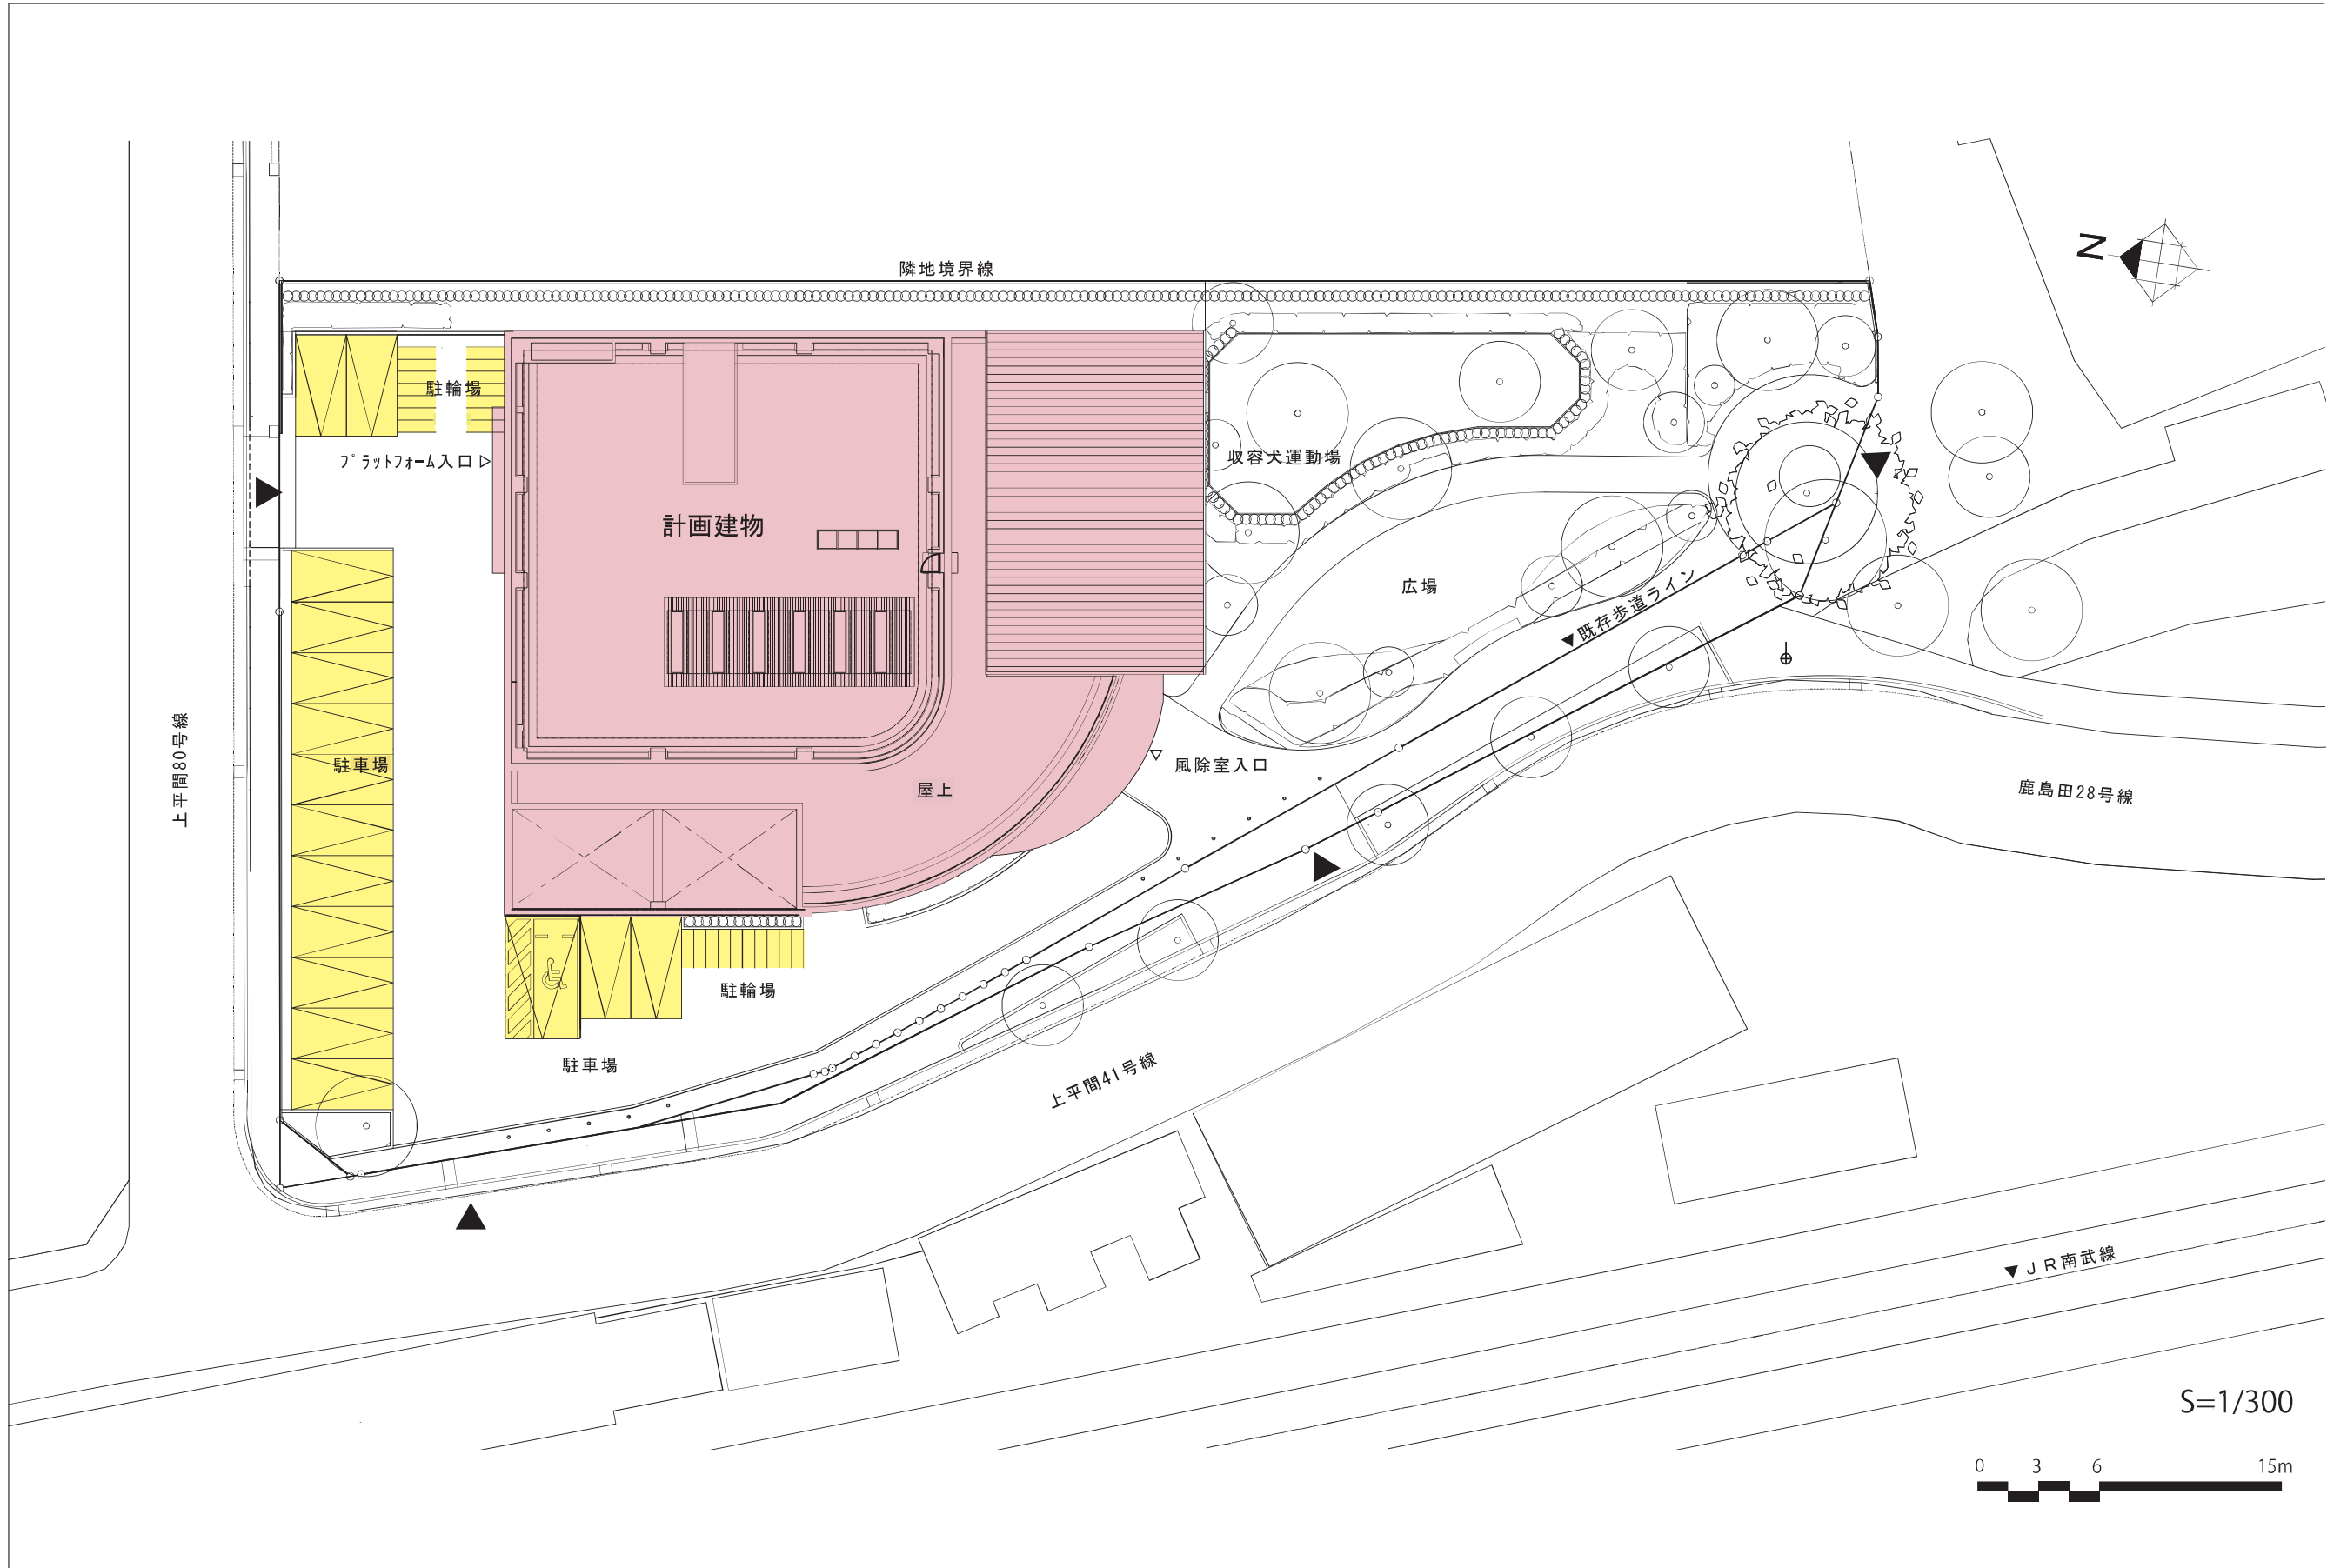 隣地境界線
N
駐輪場
プラットフォーム入口
収容犬運動場
計画建物
広場
既存歩道ライン
上平間80号線
駐車場
屋上
風除室入口
鹿島田28号線
駐輪場
駐車場
上平間41号線
JR南武線
S=1/300
0 3 6 15m